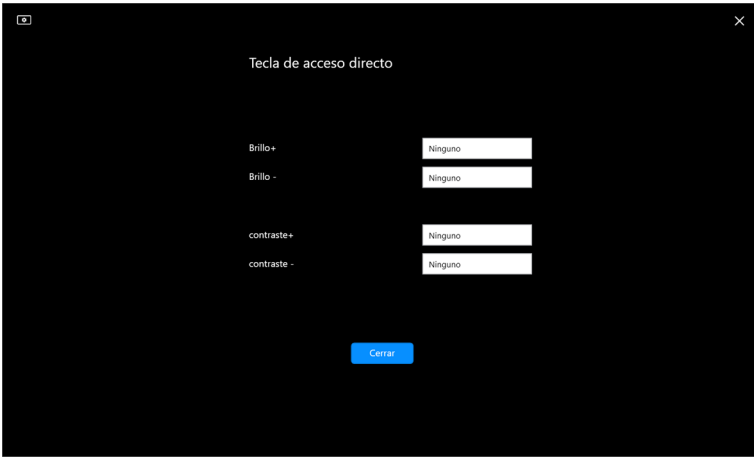 Tecla de acceso directo
Brillo+ Ninguno
Brillo - Ninguno
contraste+ Ninguno
contraste - Ninguno
Cerrar